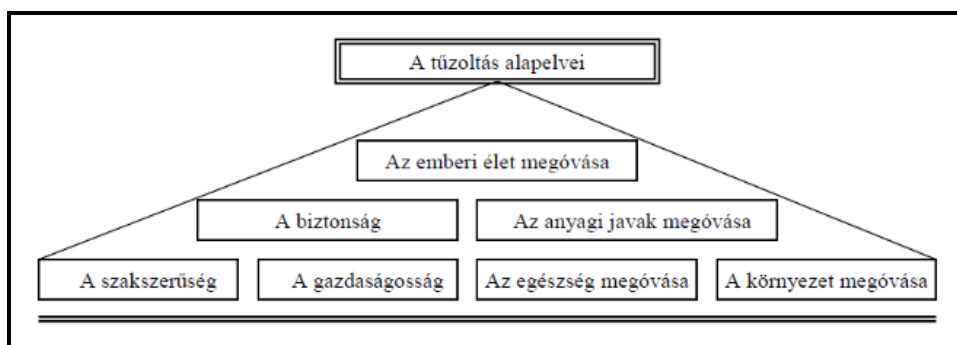 A tűzoltás alapelvei
Az emberi élet megóvása
A biztonság
Az anyagi javak megóvása
A szakszerűség
A gazdaságosság
Az egészség megóvása
A környezet megóvása